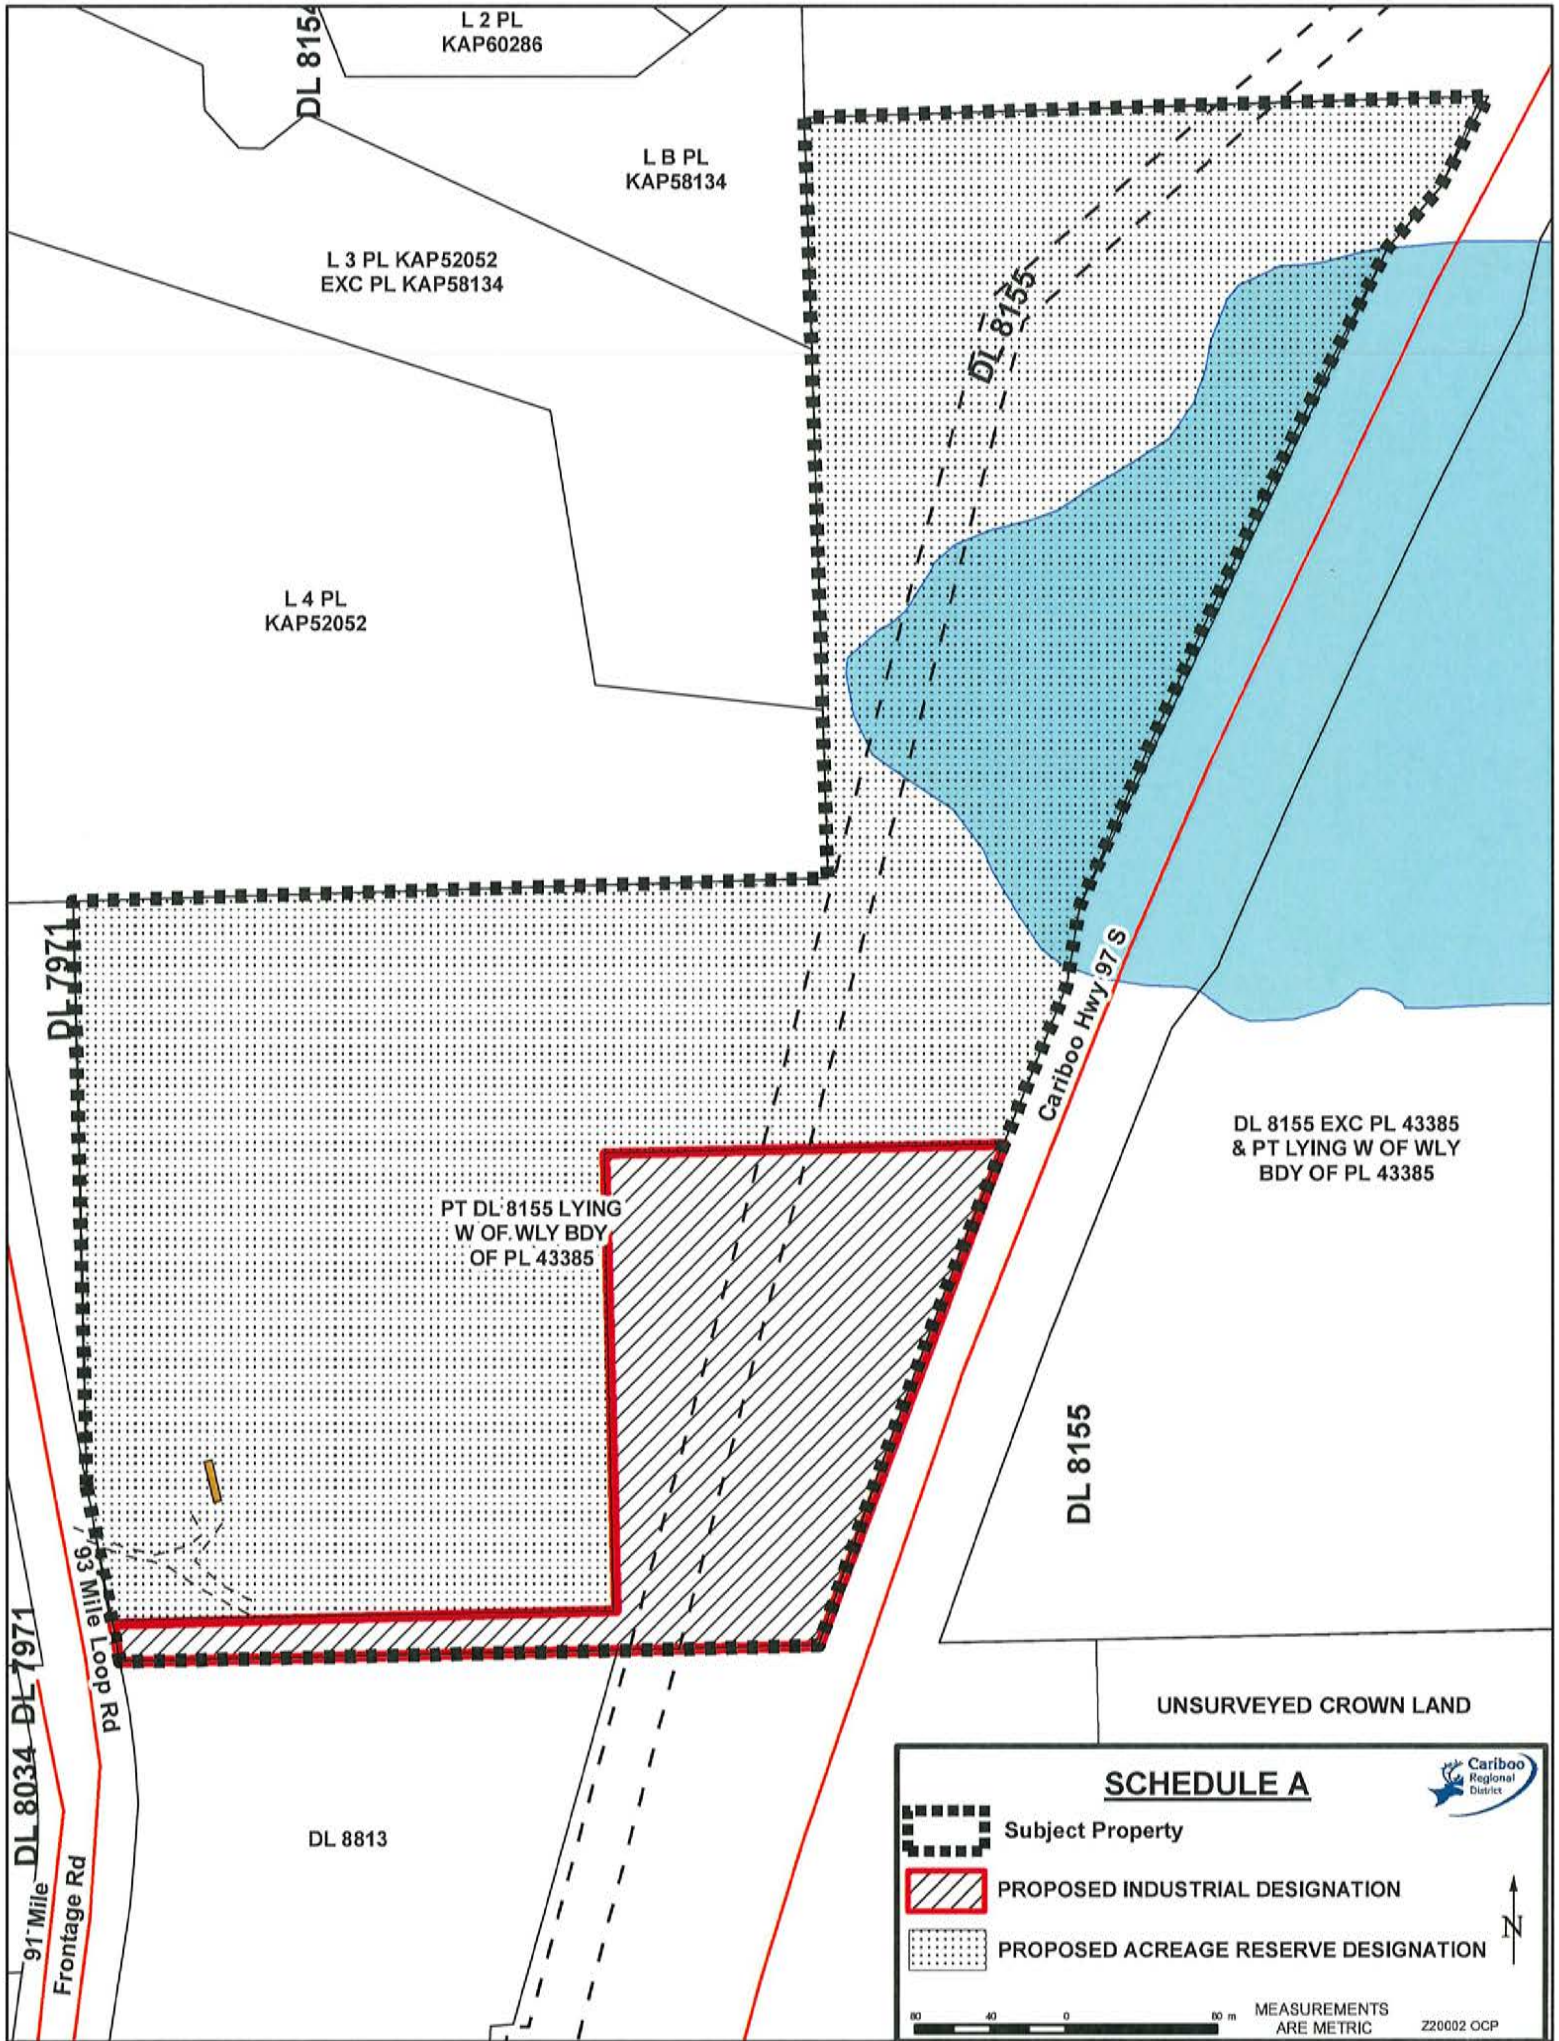 L 2 PL
KAP60286
DL 8154
L B PL
KAP58134
L 3 PL KAP52052
EXC PL KAP58134
DL 8155
L 4 PL
KAP52052
DL 7971
Cariboo Hwy 97 S
DL 8155 EXC PL 43385
& PT LYING W OF WLY
BDY OF PL 43385
PT DL 8155 LYING
W OF WLY BDY
OF PL 43385
DL 8155
93 Mile Loop Rd
DL 8034 DL 7971
UNSURVEYED CROWN LAND
DL 8813
91 Mile
Frontage Rd
SCHEDULE A
Cariboo
Regional
District
Subject Property
PROPOSED INDUSTRIAL DESIGNATION
N
PROPOSED ACREAGE RESERVE DESIGNATION
80 40 0 80 m
MEASUREMENTS
ARE METRIC
Z20002 OCP